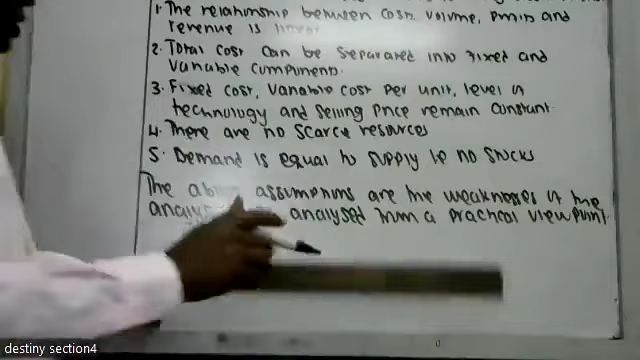 1. The relationship between cost, volume, profit and
revenue is linear
2. Total cost can be separated into fixed and
variable components.
3. Fixed cost, variable cost per unit, level of
technology and selling price remain constant.
4. There are no scarce resources
5. Demand is equal to supply ie no stocks
The above assumptions are the weaknesses of the
analysed from a practical view point.
destiny section4